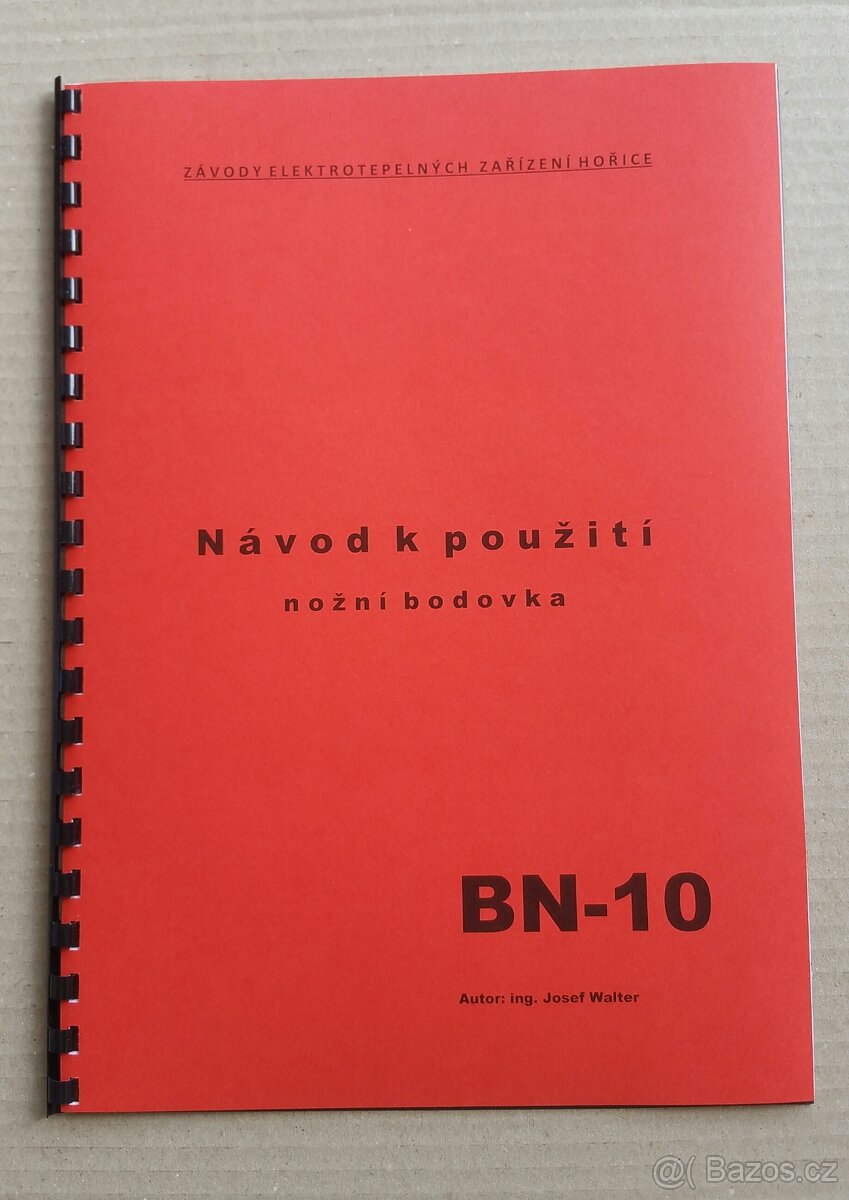 ZÁVODY ELEKTROTEPELNÝCH ZAŘÍZENÍ HOŘICE
Návod k použití
nožní bodovka
BN-10
Autor: ing. Josef Walter
@( Bazos.cz